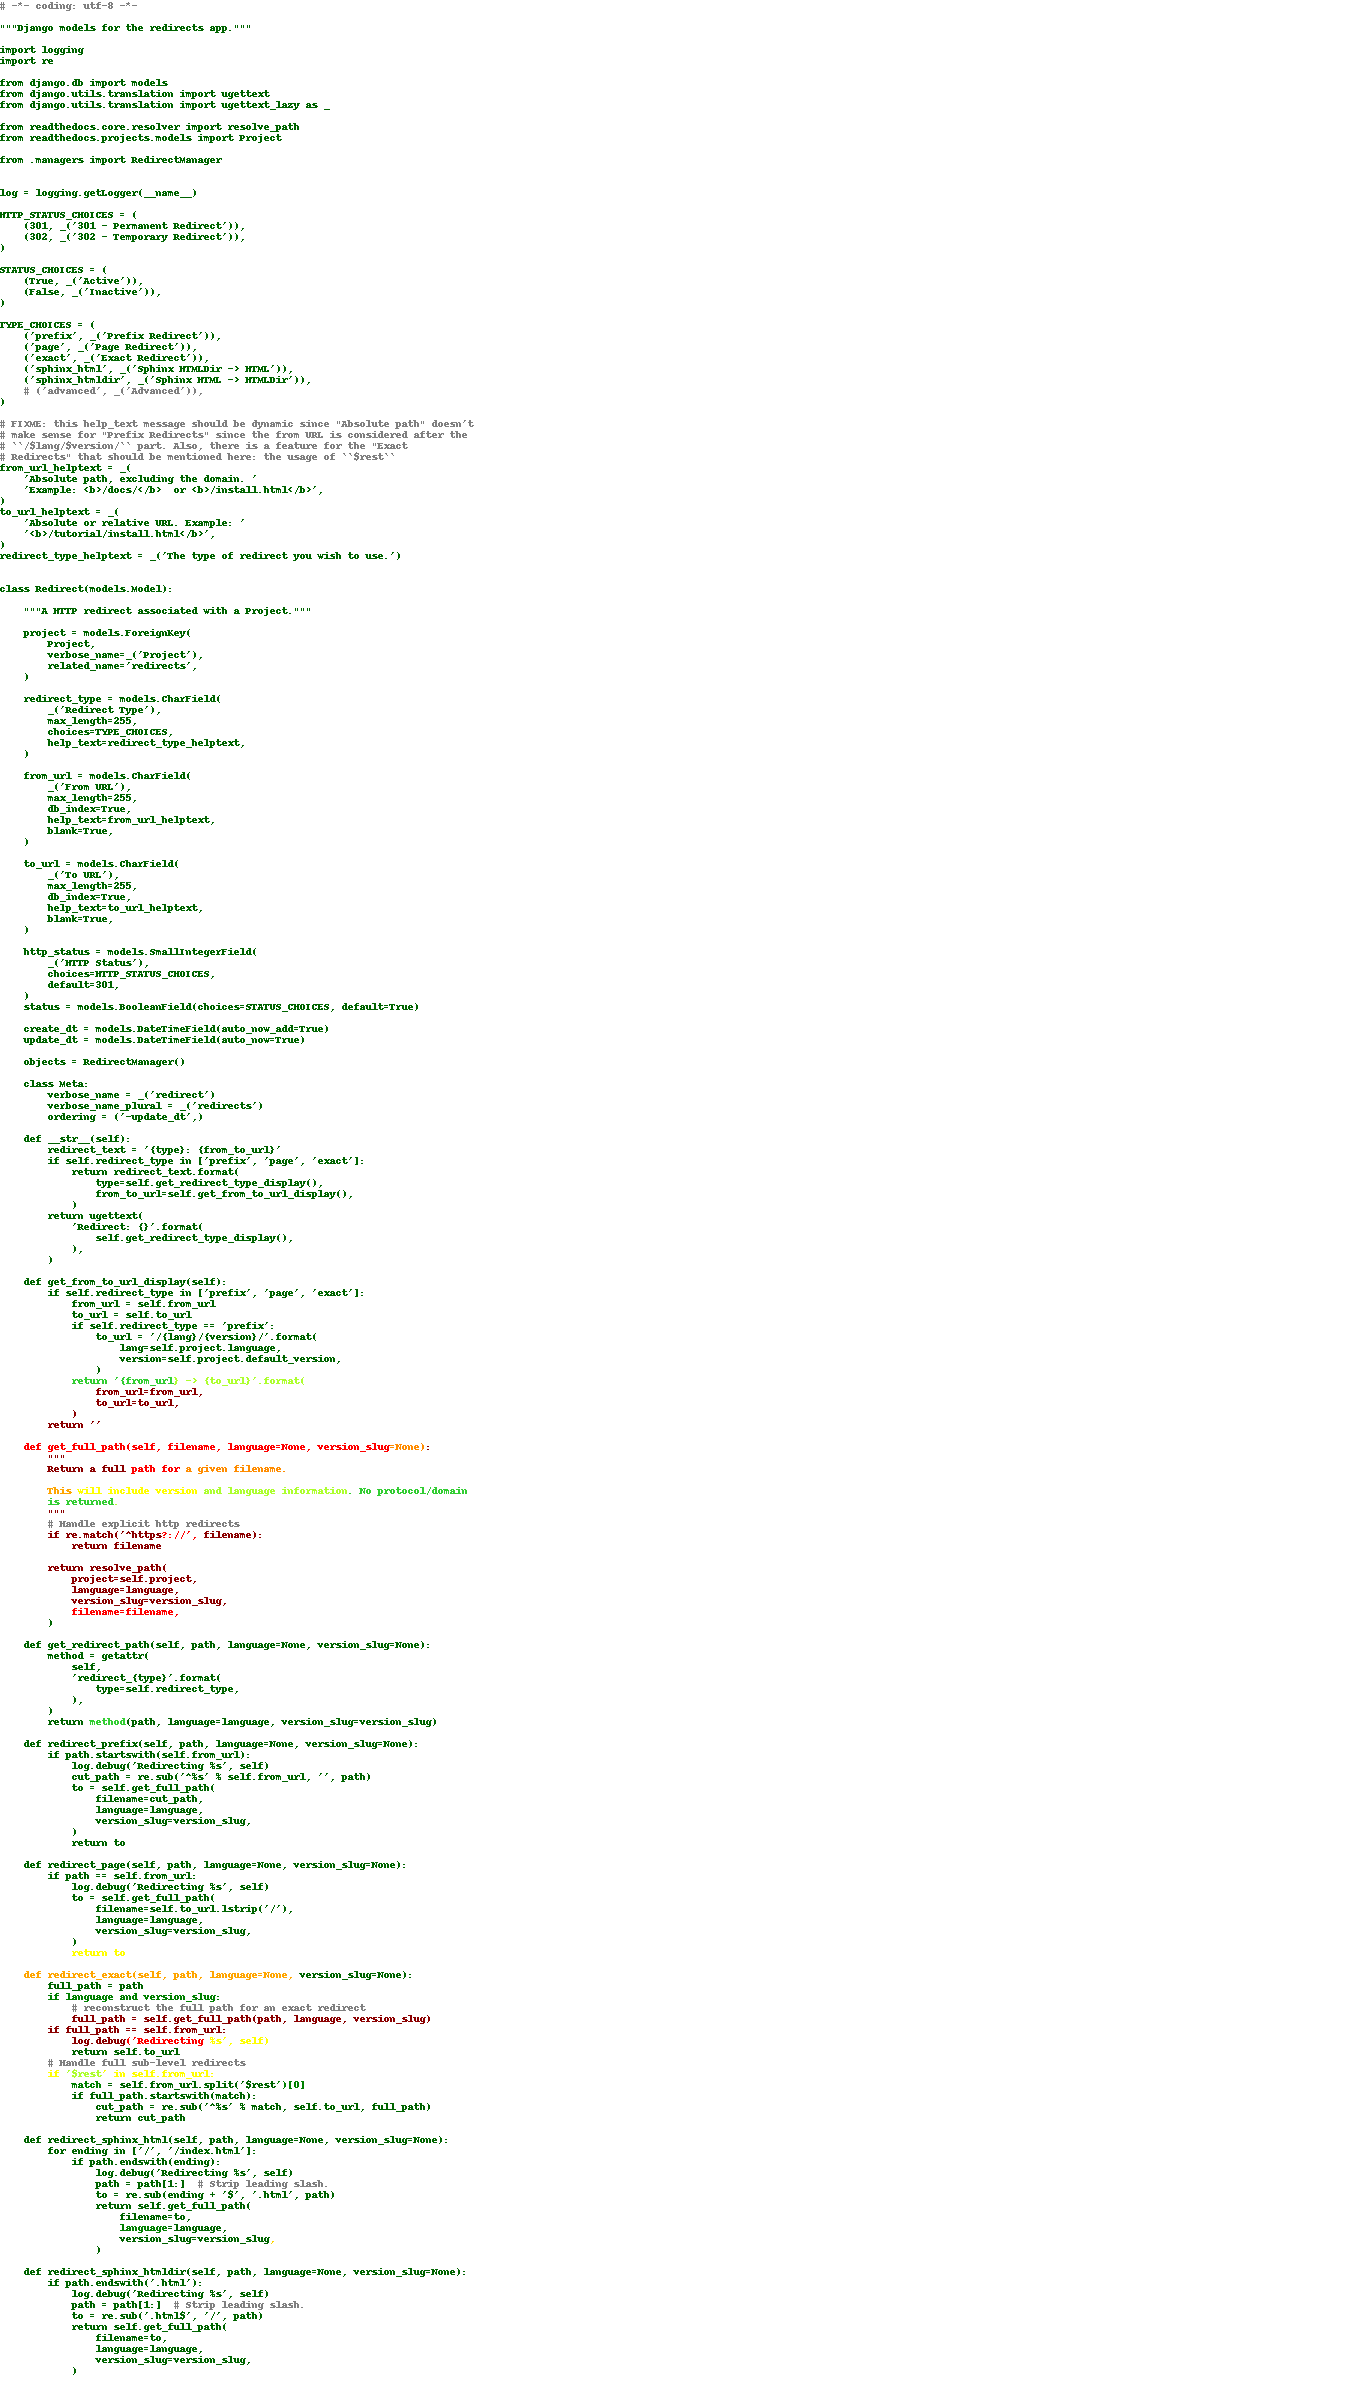 # -*- coding: utf-8 -*-
"""Django models for the redirects app."""
import logging
import re
from django.db import models
from django.utils.translation import ugettext
from django.utils.translation import ugettext_lazy as _
from readthedocs.core.resolver import resolve_path
from readthedocs.projects.models import Project
from .managers import RedirectManager
log = logging.getLogger(__name__)
HTTP_STATUS_CHOICES = (
    (301, _('301 - Permanent Redirect')),
    (302, _('302 - Temporary Redirect')),
)
STATUS_CHOICES = (
    (True, _('Active')),
    (False, _('Inactive')),
)
TYPE_CHOICES = (
    ('prefix', _('Prefix Redirect')),
    ('page', _('Page Redirect')),
    ('exact', _('Exact Redirect')),
    ('sphinx_html', _('Sphinx HTMLDir -> HTML')),
    ('sphinx_htmldir', _('Sphinx HTML -> HTMLDir')),
    # ('advanced', _('Advanced')),
)
# FIXME: this help_text message should be dynamic since "Absolute path" doesn't
# make sense for "Prefix Redirects" since the from URL is considered after the
# ``/$lang/$version/`` part. Also, there is a feature for the "Exact
# Redirects" that should be mentioned here: the usage of ``$rest``
from_url_helptext = _(
    'Absolute path, excluding the domain. '
    'Example: <b>/docs/</b>  or <b>/install.html</b>',
)
to_url_helptext = _(
    'Absolute or relative URL. Example: '
    '<b>/tutorial/install.html</b>',
)
redirect_type_helptext = _('The type of redirect you wish to use.')
class Redirect(models.Model):
    """A HTTP redirect associated with a Project."""
    project = models.ForeignKey(
        Project,
        verbose_name=_('Project'),
        related_name='redirects',
    )
    redirect_type = models.CharField(
        _('Redirect Type'),
        max_length=255,
        choices=TYPE_CHOICES,
        help_text=redirect_type_helptext,
    )
    from_url = models.CharField(
        _('From URL'),
        max_length=255,
        db_index=True,
        help_text=from_url_helptext,
        blank=True,
    )
    to_url = models.CharField(
        _('To URL'),
        max_length=255,
        db_index=True,
        help_text=to_url_helptext,
        blank=True,
    )
    http_status = models.SmallIntegerField(
        _('HTTP Status'),
        choices=HTTP_STATUS_CHOICES,
        default=301,
    )
    status = models.BooleanField(choices=STATUS_CHOICES, default=True)
    create_dt = models.DateTimeField(auto_now_add=True)
    update_dt = models.DateTimeField(auto_now=True)
    objects = RedirectManager()
    class Meta:
        verbose_name = _('redirect')
        verbose_name_plural = _('redirects')
        ordering = ('-update_dt',)
    def __str__(self):
        redirect_text = '{type}: {from_to_url}'
        if self.redirect_type in ['prefix', 'page', 'exact']:
            return redirect_text.format(
                type=self.get_redirect_type_display(),
                from_to_url=self.get_from_to_url_display(),
            )
        return ugettext(
            'Redirect: {}'.format(
                self.get_redirect_type_display(),
            ),
        )
    def get_from_to_url_display(self):
        if self.redirect_type in ['prefix', 'page', 'exact']:
            from_url = self.from_url
            to_url = self.to_url
            if self.redirect_type == 'prefix':
                to_url = '/{lang}/{version}/'.format(
                    lang=self.project.language,
                    version=self.project.default_version,
                )
            return '{from_url} -> {to_url}'.format(
                from_url=from_url,
                to_url=to_url,
            )
        return ''
    def get_full_path(self, filename, language=None, version_slug=None):
        """
        Return a full path for a given filename.
        This will include version and language information. No protocol/domain
        is returned.
        """
        # Handle explicit http redirects
        if re.match('^https?://', filename):
            return filename
        return resolve_path(
            project=self.project,
            language=language,
            version_slug=version_slug,
            filename=filename,
        )
    def get_redirect_path(self, path, language=None, version_slug=None):
        method = getattr(
            self,
            'redirect_{type}'.format(
                type=self.redirect_type,
            ),
        )
        return method(path, language=language, version_slug=version_slug)
    def redirect_prefix(self, path, language=None, version_slug=None):
        if path.startswith(self.from_url):
            log.debug('Redirecting %s', self)
            cut_path = re.sub('^%s' % self.from_url, '', path)
            to = self.get_full_path(
                filename=cut_path,
                language=language,
                version_slug=version_slug,
            )
            return to
    def redirect_page(self, path, language=None, version_slug=None):
        if path == self.from_url:
            log.debug('Redirecting %s', self)
            to = self.get_full_path(
                filename=self.to_url.lstrip('/'),
                language=language,
                version_slug=version_slug,
            )
            return to
    def redirect_exact(self, path, language=None, version_slug=None):
        full_path = path
        if language and version_slug:
            # reconstruct the full path for an exact redirect
            full_path = self.get_full_path(path, language, version_slug)
        if full_path == self.from_url:
            log.debug('Redirecting %s', self)
            return self.to_url
        # Handle full sub-level redirects
        if '$rest' in self.from_url:
            match = self.from_url.split('$rest')[0]
            if full_path.startswith(match):
                cut_path = re.sub('^%s' % match, self.to_url, full_path)
                return cut_path
    def redirect_sphinx_html(self, path, language=None, version_slug=None):
        for ending in ['/', '/index.html']:
            if path.endswith(ending):
                log.debug('Redirecting %s', self)
                path = path[1:]  # Strip leading slash.
                to = re.sub(ending + '$', '.html', path)
                return self.get_full_path(
                    filename=to,
                    language=language,
                    version_slug=version_slug,
                )
    def redirect_sphinx_htmldir(self, path, language=None, version_slug=None):
        if path.endswith('.html'):
            log.debug('Redirecting %s', self)
            path = path[1:]  # Strip leading slash.
            to = re.sub('.html$', '/', path)
            return self.get_full_path(
                filename=to,
                language=language,
                version_slug=version_slug,
            )